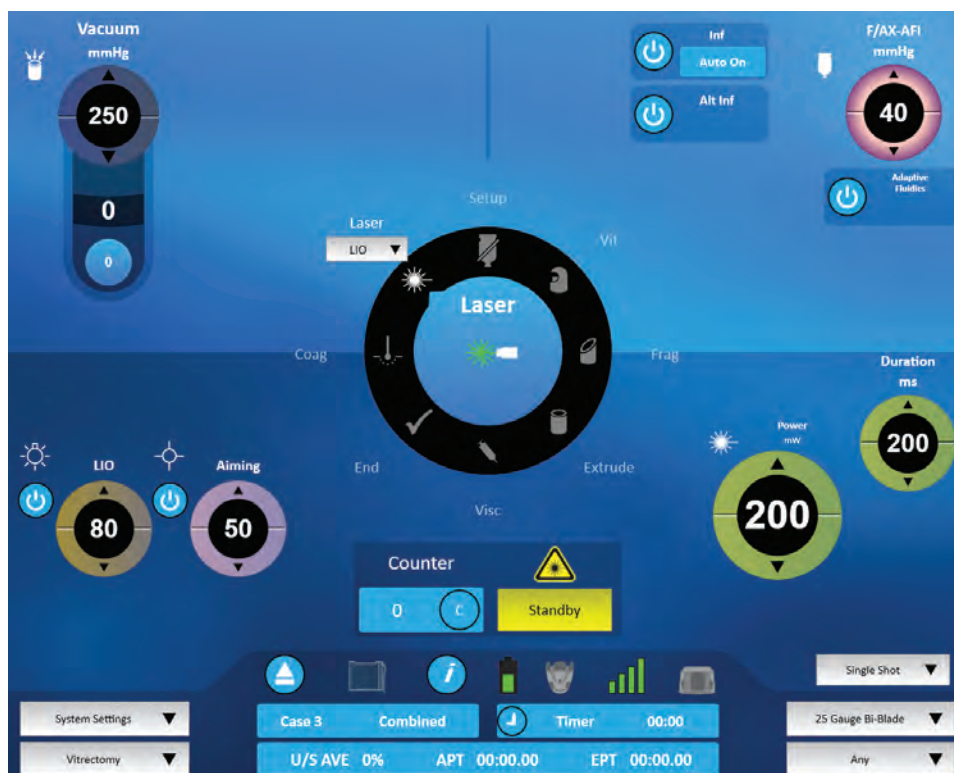 Vacuum
mmHg
250
0
0
Inf
Auto On
Alt Inf
F/AX-AFI
mmHg
40
Adaptive
Fluidics
Setup
Laser
LIO
Vit
Laser
Coag
Frag
End
Extrude
Visc
LIO
80
Aiming
50
Duration
ms
200
Power
mW
200
Counter
0 C
Standby
i
Single Shot
System Settings
Case 3 Combined
Timer 00:00
25 Gauge Bi-Blade
Vitrectomy
U/S AVE 0% APT 00:00.00 EPT 00:00.00
Any